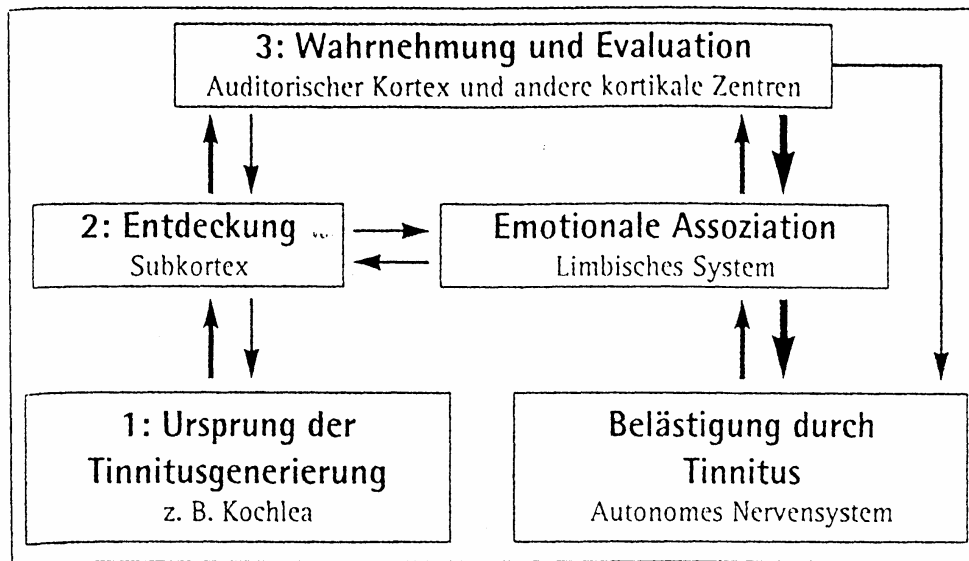 3: Wahrnehmung und Evaluation
Auditorischer Kortex und andere kortikale Zentren
2: Entdeckung
Subkortex
Emotionale Assoziation
Limbisches System
1: Ursprung der
Tinnitusgenerierung
z. B. Kochlea
Belästigung durch
Tinnitus
Autonomes Nervensystem